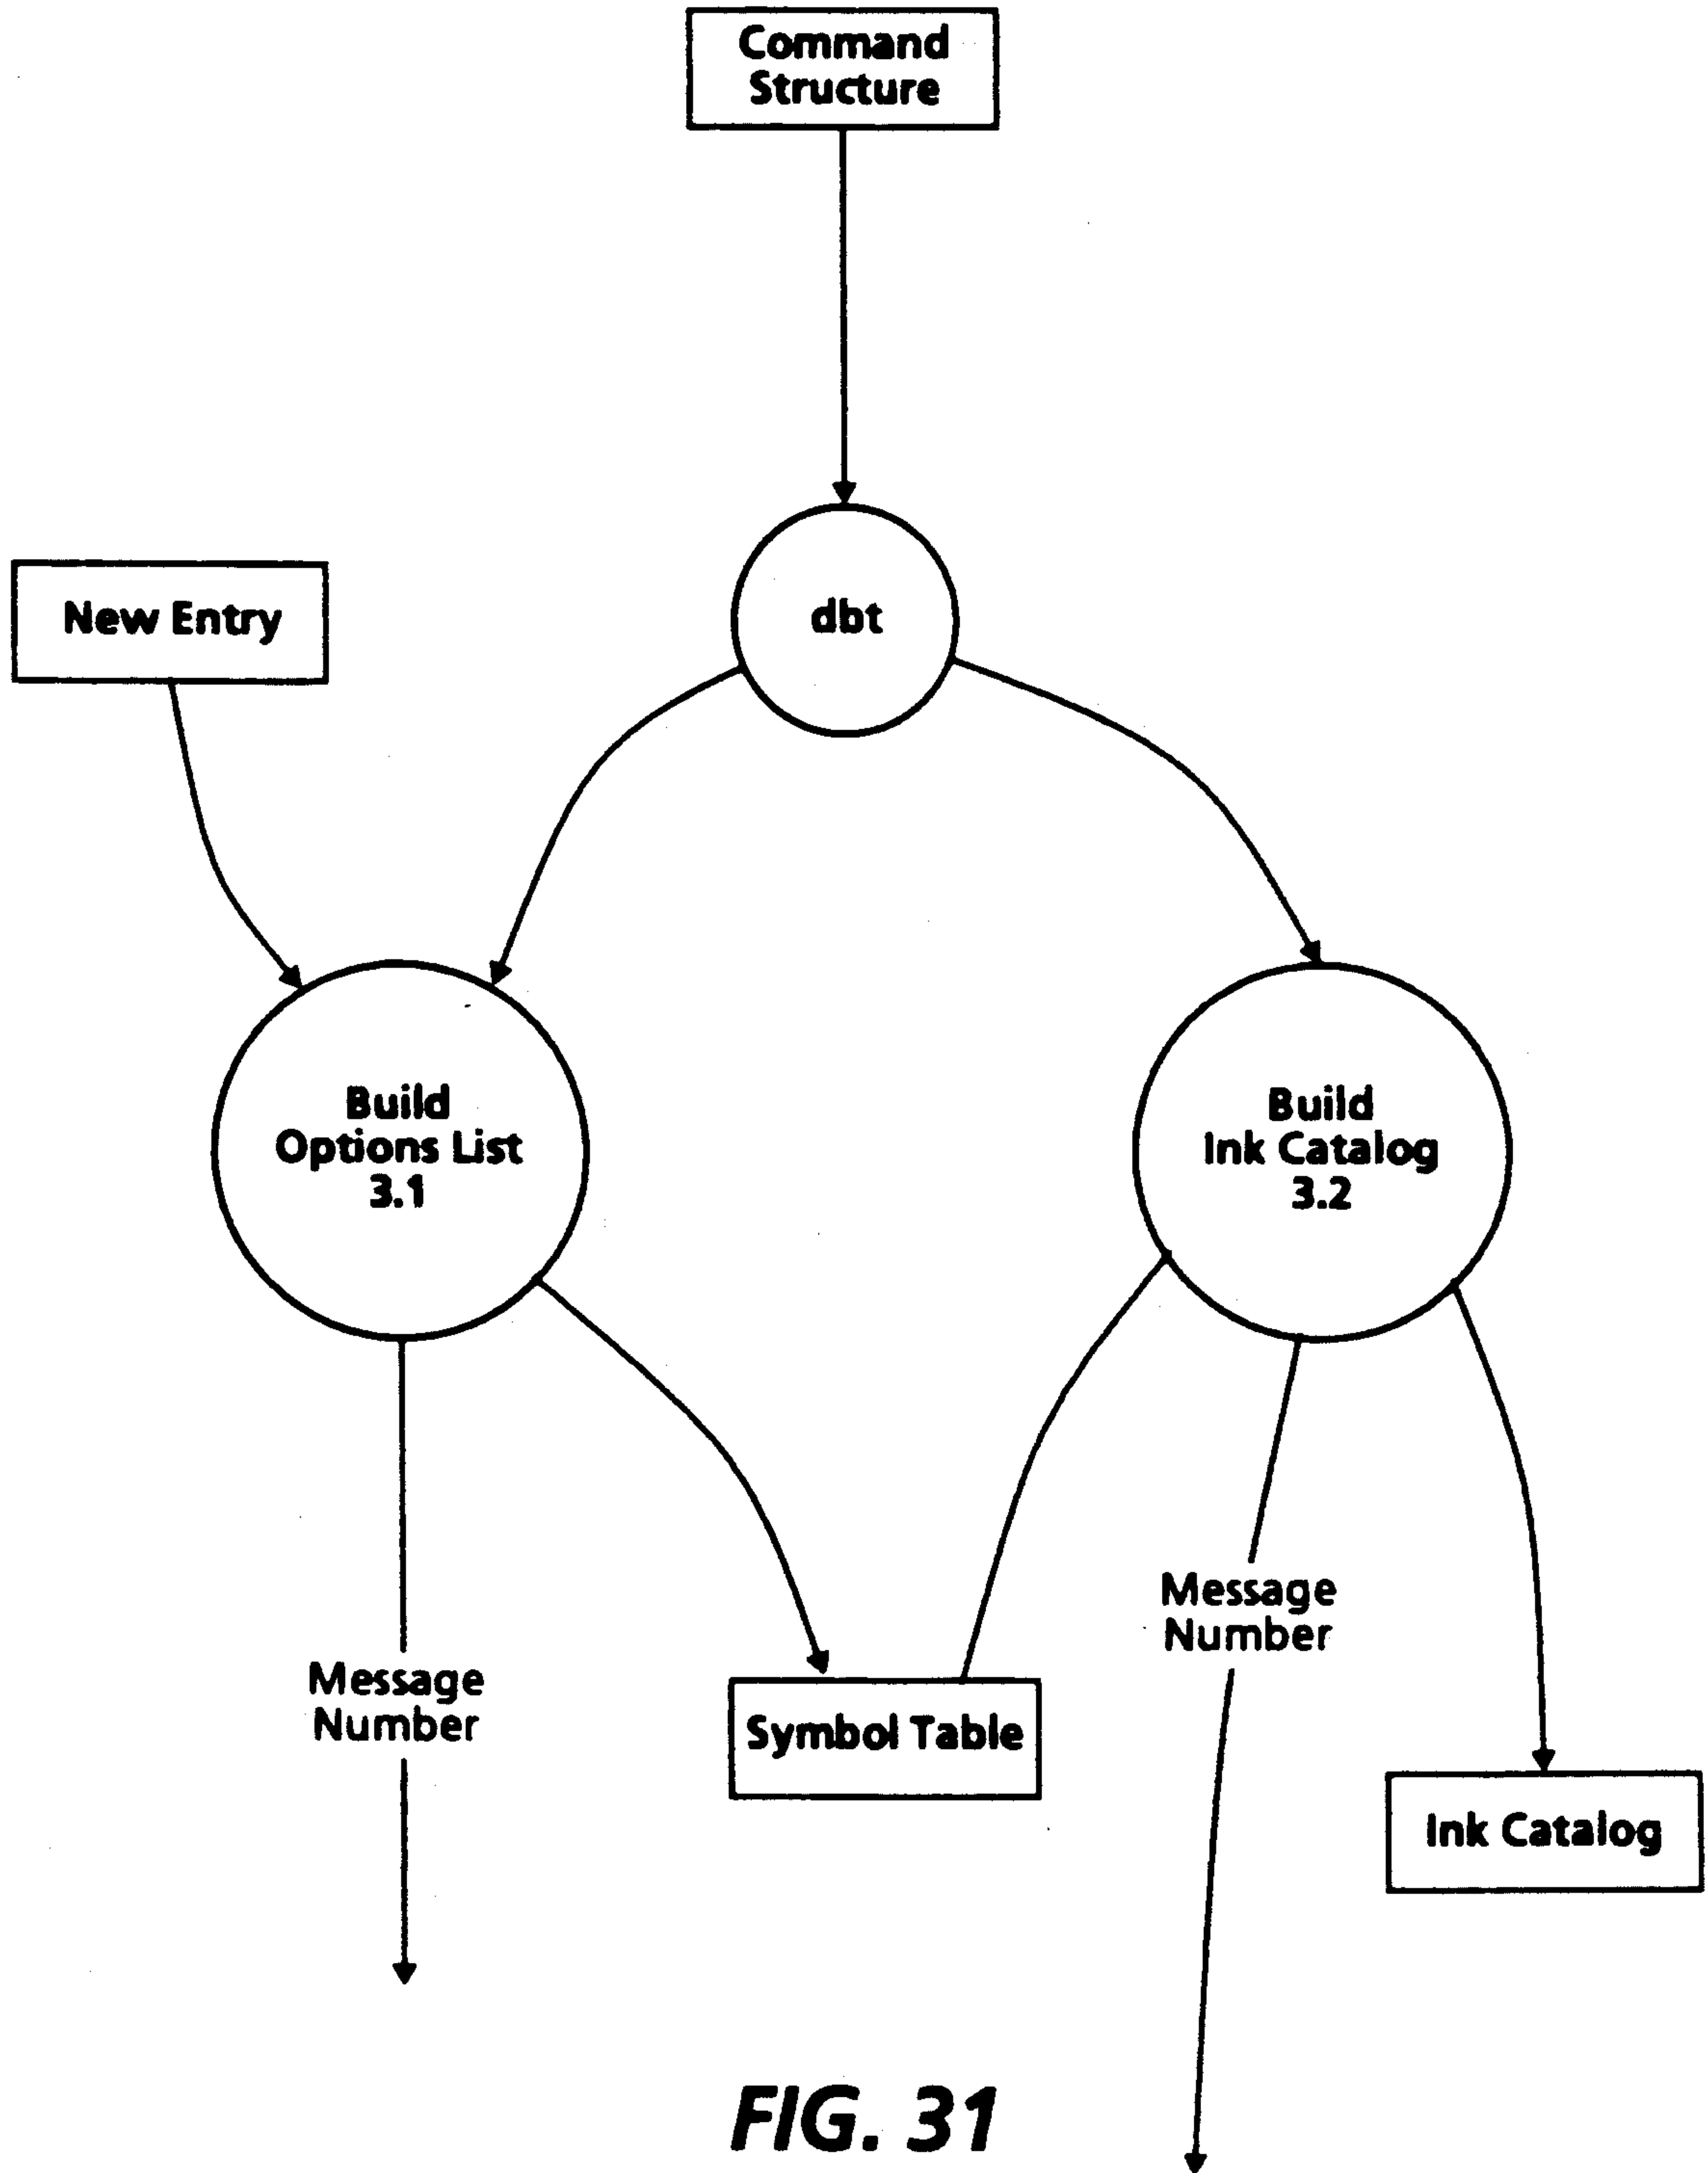 Command
Structure
dbt
New Entry
Build
Options List
3.1
Build
Ink Catalog
3.2
Message
Number
Message
Number
Symbol Table
Ink Catalog
FIG. 31